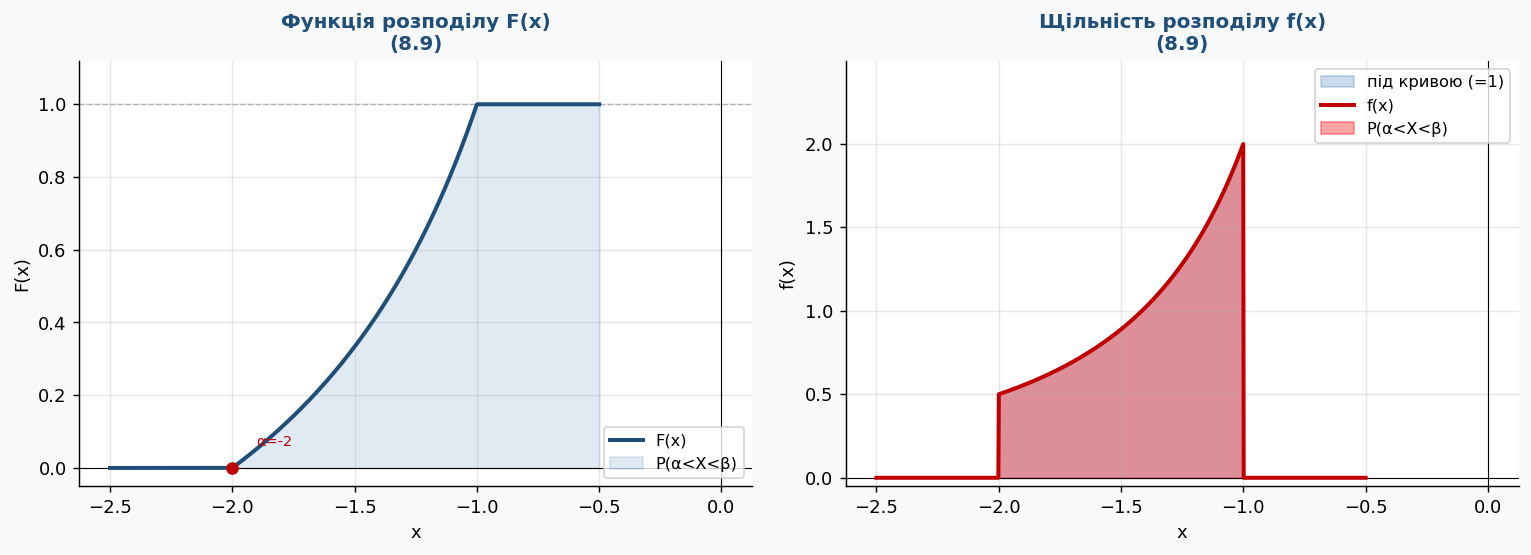 Функція розподілу F(x)
(8.9)
F(x)
1.0
0.8
0.6
0.4
0.2
0.0
α=-2
F(x)
P(α<X<β)
−2.5
−2.0
−1.5
−1.0
−0.5
0.0
x
Щільність розподілу f(x)
(8.9)
під кривою (=1)
f(x)
P(α<X<β)
f(x)
2.0
1.5
1.0
0.5
0.0
−2.5
−2.0
−1.5
−1.0
−0.5
0.0
x